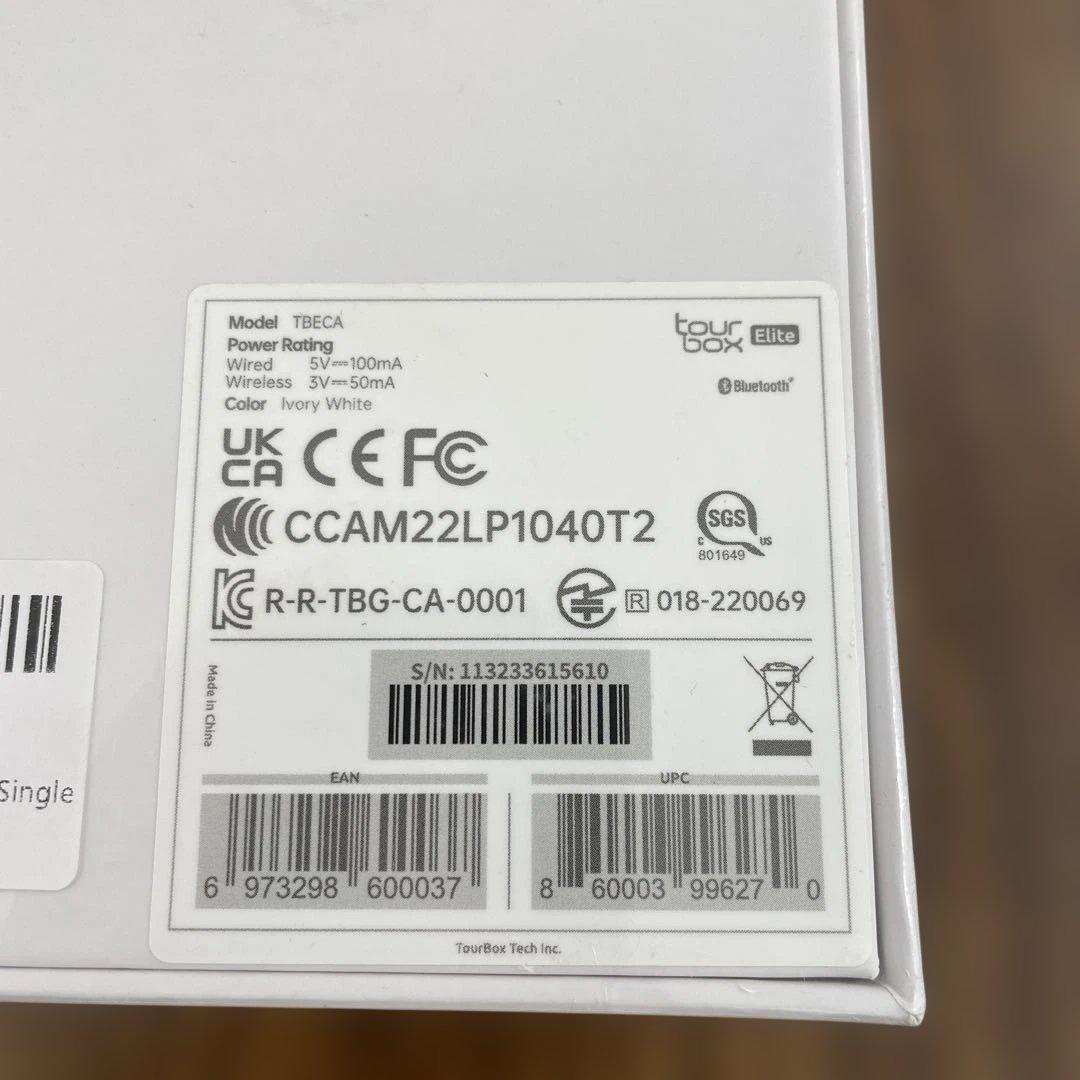 Model TBECA
Power Rating
Wired 5V⎓100mA
Wireless 3V⎓50mA
Color Ivory White
tour
box Elite
Bluetooth®
UK
CA CE FC
CCAM22LP1040T2
SGS
C US
801649
R-R-TBG-CA-0001
R 018-220069
Made in China
S/N: 113233615610
EAN
6 973298 600037
UPC
8 60003 99627 0
TourBox Tech Inc.
Single